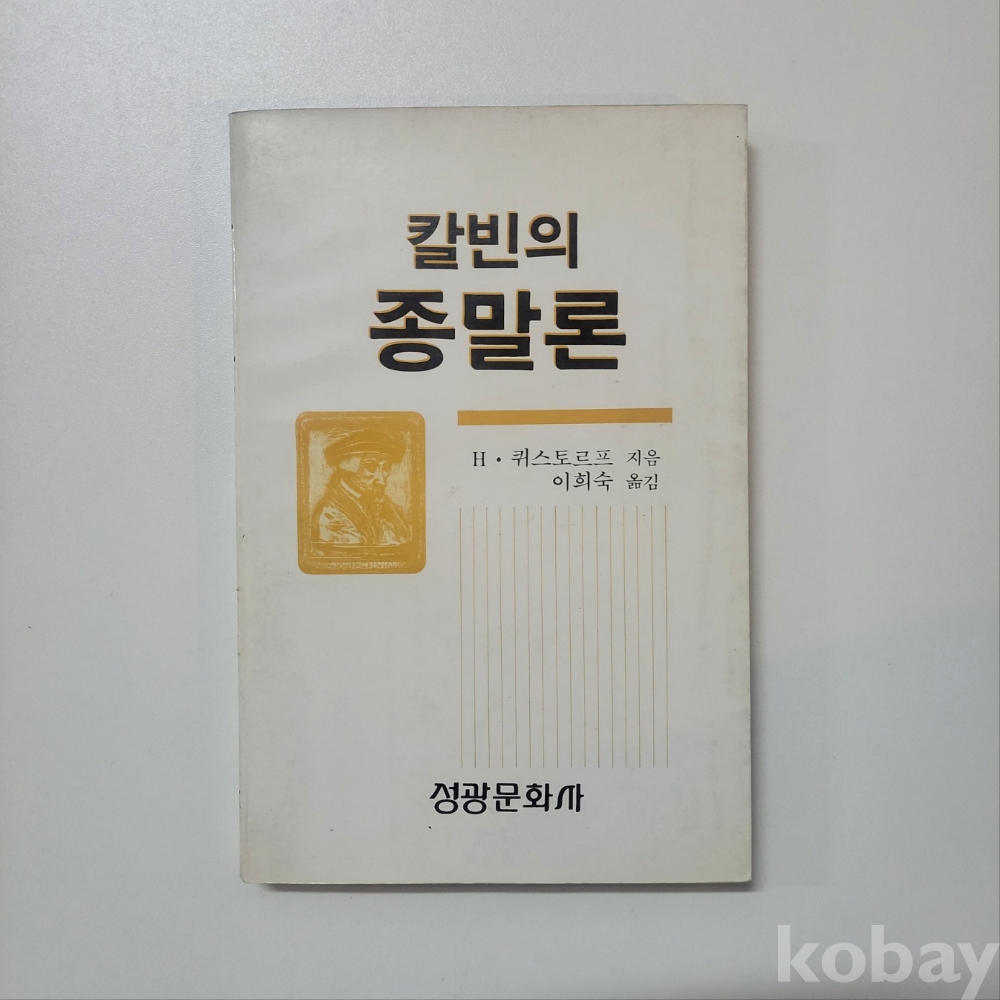 칼빈의
종말론
H・퀴스토르프 지음
이희숙 옮김
성광문화사
kobay